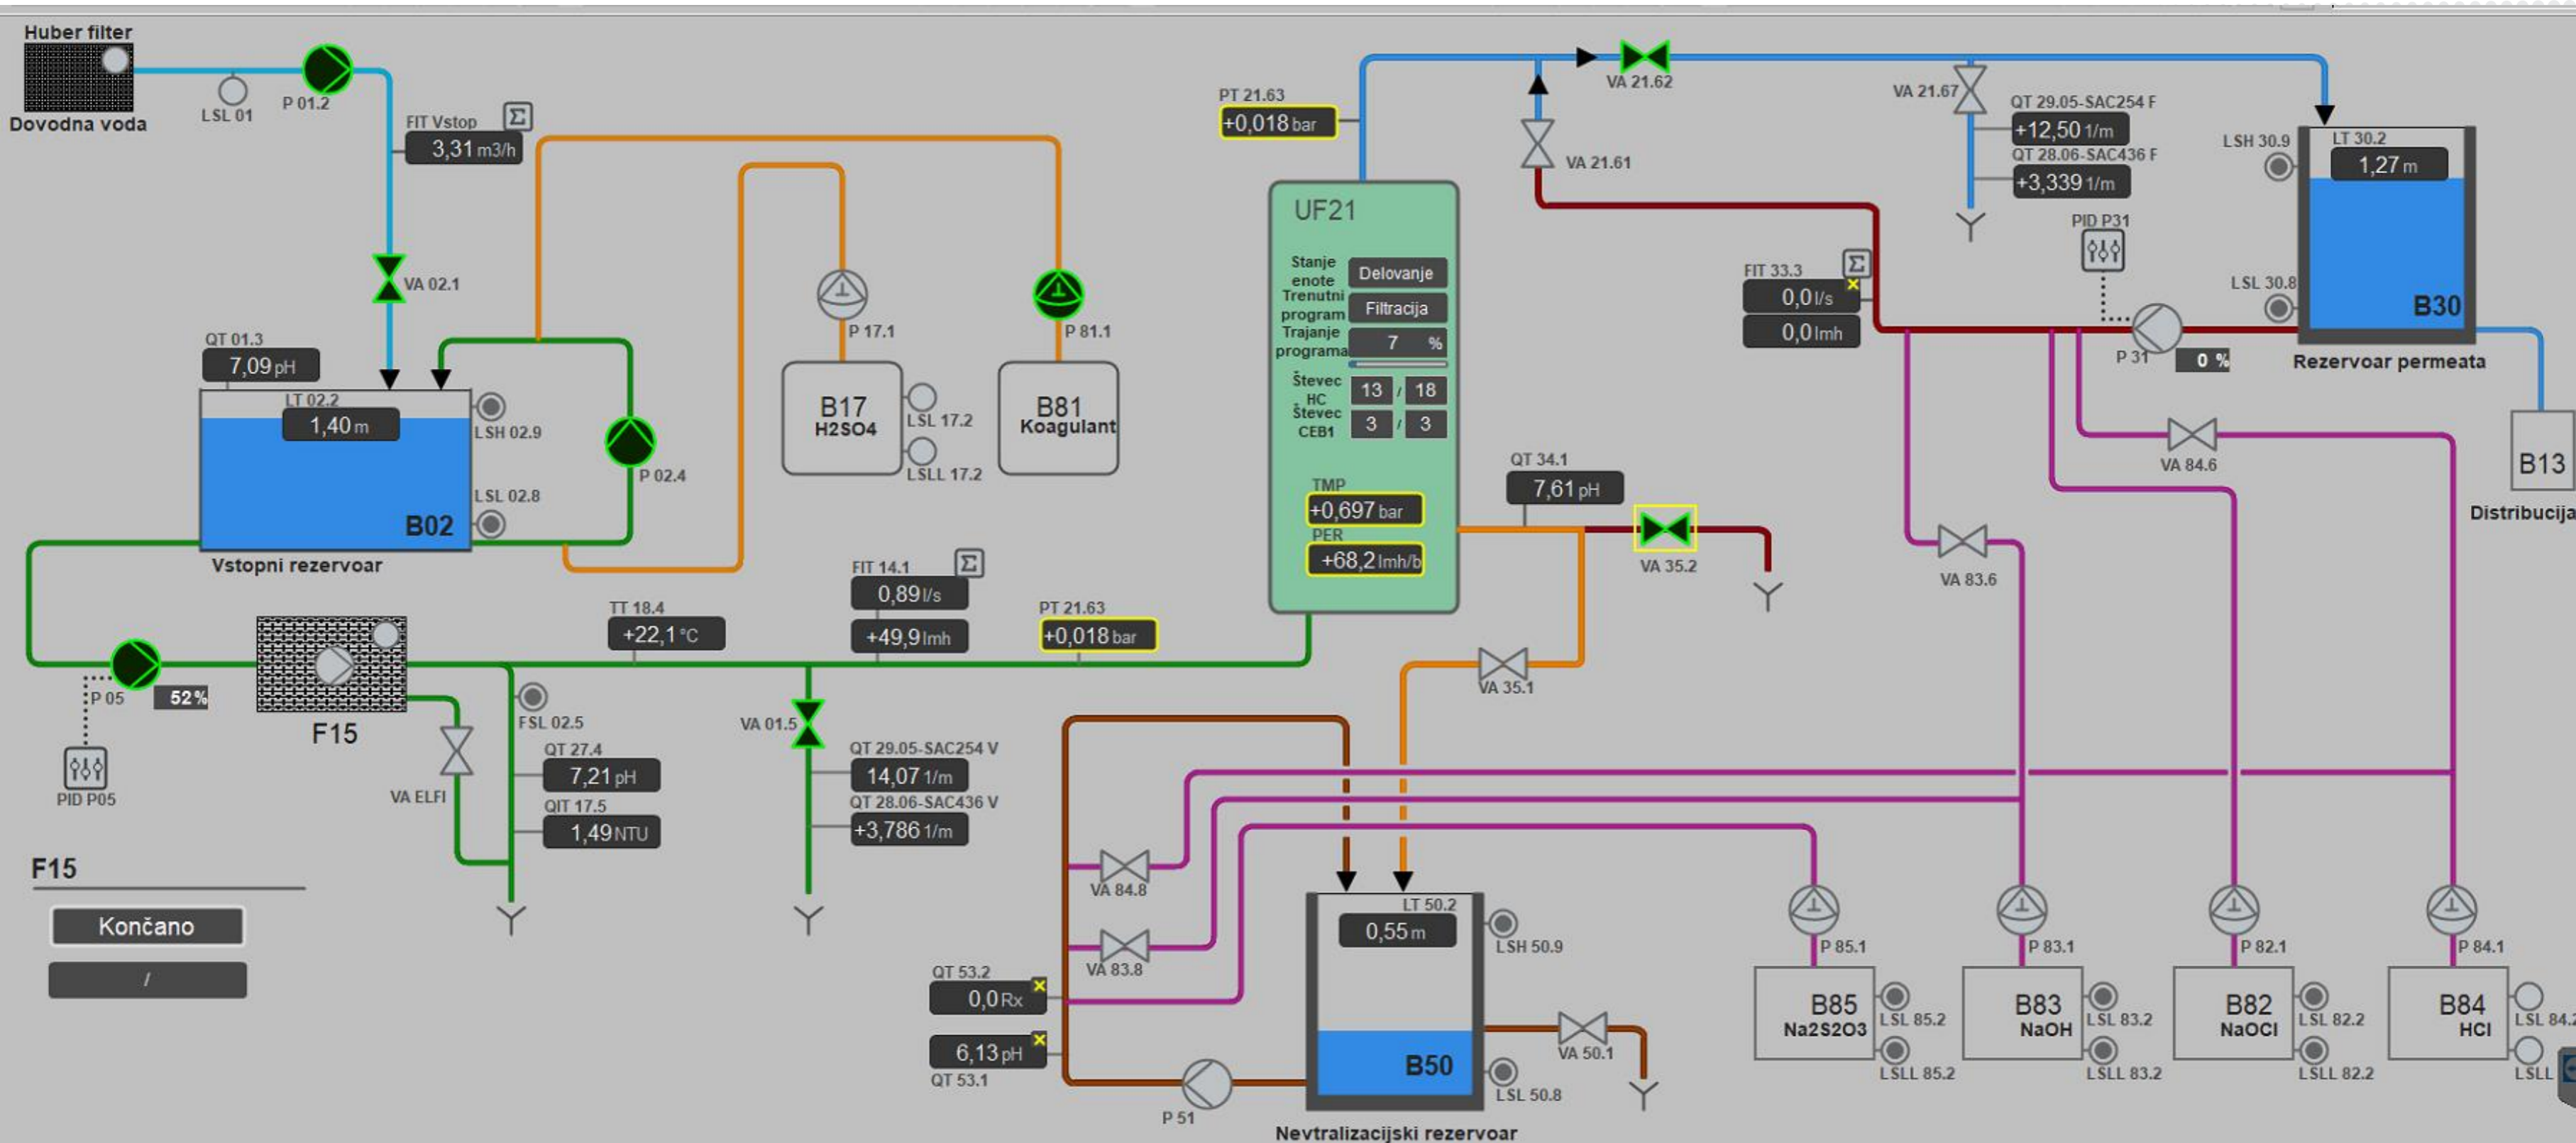 Huber filter
Dovodna voda
LSL 01
P 01.2
FIT Vstop
Σ
3,31 m3/h
VA 02.1
QT 01.3
7,09 pH
LT 02.2
1,40 m
LSH 02.9
LSL 02.8
B02
Vstopni rezervoar
P 02.4
P 17.1
P 81.1
B17
H2SO4
LSL 17.2
LSLL 17.2
B81
Koagulant
P 05
52 %
PID P05
F15
VA ELFI
FSL 02.5
QT 27.4
7,21 pH
QIT 17.5
1,49 NTU
TT 18.4
+22,1 °C
FIT 14.1
Σ
0,89 l/s
+49,9 lmh
PT 21.63
+0,018 bar
VA 01.5
QT 29.05-SAC254 V
14,07 1/m
QT 28.06-SAC436 V
+3,786 1/m
F15
Končano
/
PT 21.63
+0,018 bar
UF21
Stanje enote
Delovanje
Trenutni program
Filtracija
Trajanje programa
7 %
Števec HC
13 / 18
Števec CEB1
3 / 3
TMP
+0,697 bar
PER
+68,2 lmh/b
VA 21.62
VA 21.61
VA 21.67
QT 29.05-SAC254 F
+12,50 1/m
QT 28.06-SAC436 F
+3,339 1/m
LSH 30.9
LT 30.2
1,27 m
LSL 30.8
B30
Rezervoar permeata
PID P31
P 31
0 %
FIT 33.3
Σ
0,0 l/s
0,0 lmh
B13
Distribucija
VA 84.6
VA 83.6
QT 34.1
7,61 pH
VA 35.2
VA 35.1
VA 84.8
VA 83.8
QT 53.2
0,0 Rx
6,13 pH
QT 53.1
P 51
LT 50.2
0,55 m
LSH 50.9
LSL 50.8
B50
Nevtralizacijski rezervoar
VA 50.1
P 85.1
B85
Na2S2O3
LSL 85.2
LSLL 85.2
P 83.1
B83
NaOH
LSL 83.2
LSLL 83.2
P 82.1
B82
NaOCl
LSL 82.2
LSLL 82.2
P 84.1
B84
HCl
LSL 84.2
LSLL